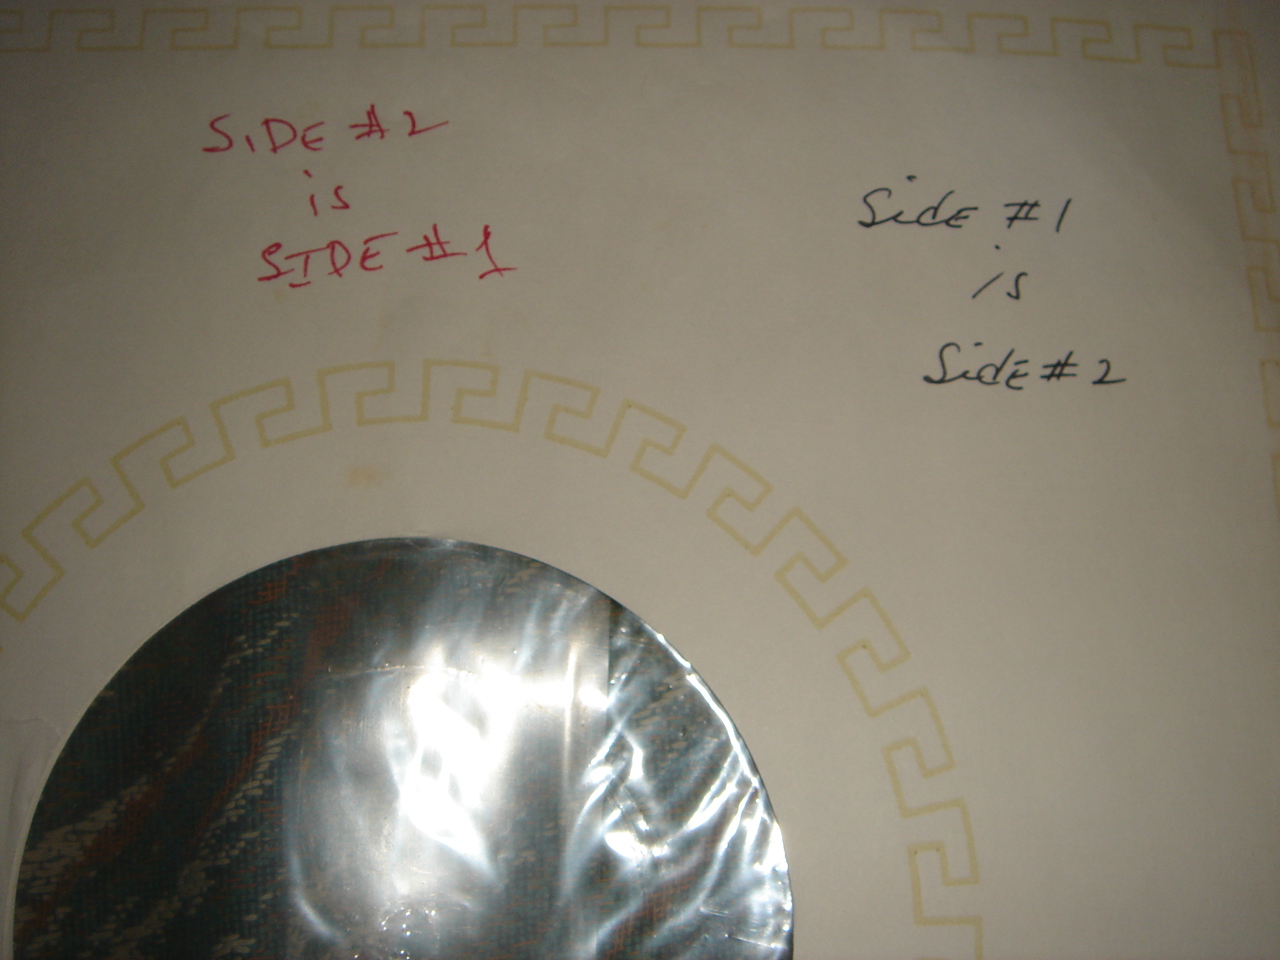 SIDE #2
is
SIDE #1
SidE #1
is
SidE #2